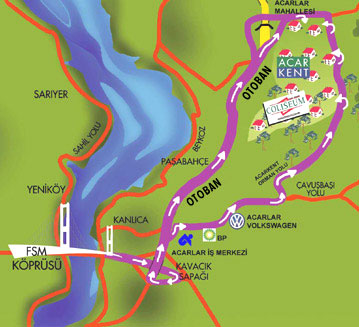 ACARLAR
MAHALLESİ
ACAR
KENT
COLISEUM
OTOBAN
SARIYER
SAHİL YOLU
BEYKOZ
PAŞABAHÇE
ACARKENT
ORMAN YOLU
YENİKÖY
OTOBAN
ÇAVUŞBAŞI
YOLU
KANLICA
ACARLAR
VOLKSWAGEN
BP
FSM
KÖPRÜSÜ
ACARLAR İŞ MERKEZİ
KAVACIK
SAPAĞI